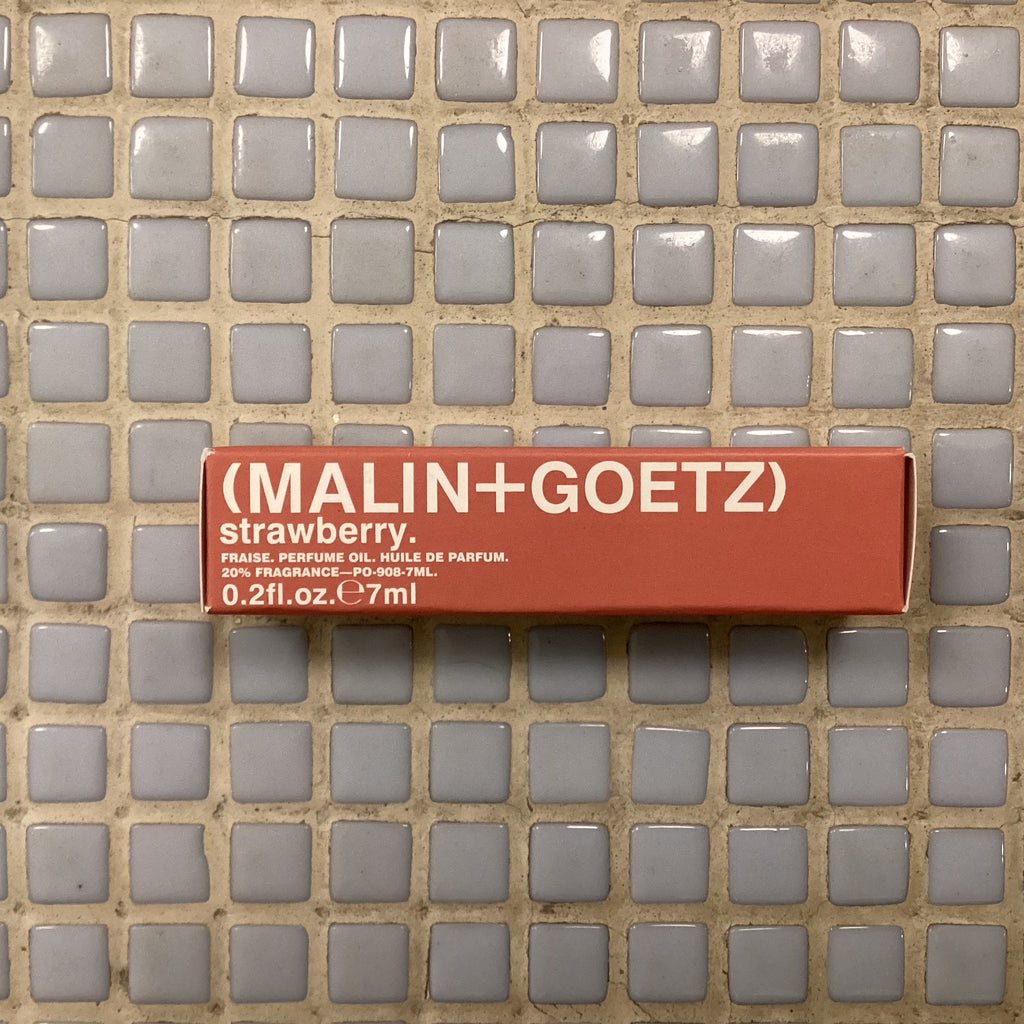 (MALIN+GOETZ)
strawberry.
FRAISE. PERFUME OIL. HUILE DE PARFUM.
20% FRAGRANCE—PO-908-7ML.
0.2fl.oz.℮7ml